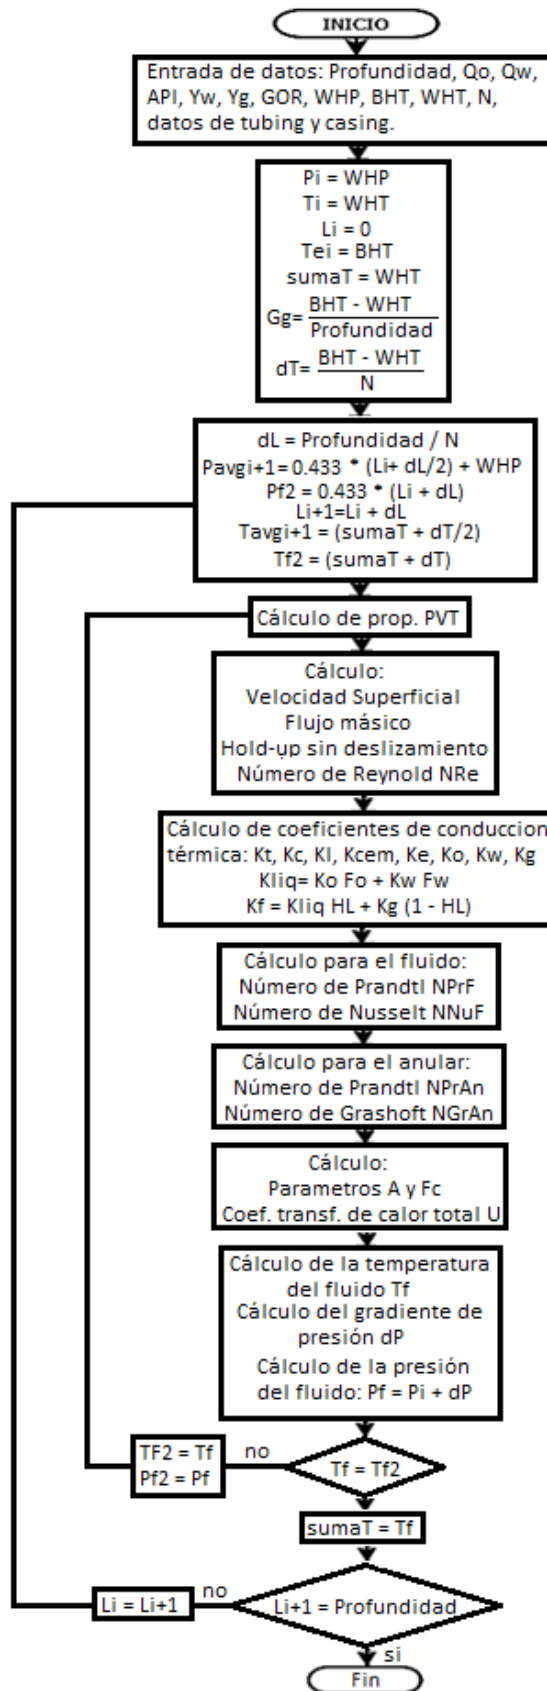 INICIO
Entrada de datos: Profundidad, Qo, Qw,
API, Yw, Yg, GOR, WHP, BHT, WHT, N,
datos de tubing y casing.
Pi = WHP
Ti = WHT
Li = 0
Tei = BHT
sumaT = WHT
Gg= BHT - WHT
Profundidad
dT= BHT - WHT
N
dL = Profundidad / N
Pavgi+1= 0.433 * (Li+ dL/2) + WHP
Pf2 = 0.433 * (Li + dL)
Li+1=Li + dL
Tavgi+1 = (sumaT + dT/2)
Tf2 = (sumaT + dT)
Cálculo de prop. PVT
Cálculo:
Velocidad Superficial
Flujo másico
Hold-up sin deslizamiento
Número de Reynold NRe
Cálculo de coeficientes de conduccion
térmica: Kt, Kc, Kl, Kcem, Ke, Ko, Kw, Kg
Kliq= Ko Fo + Kw Fw
Kf = Kliq HL + Kg (1 - HL)
Cálculo para el fluido:
Número de Prandtl NPrF
Número de Nusselt NNuF
Cálculo para el anular:
Número de Prandtl NPrAn
Número de Grashoft NGrAn
Cálculo:
Parametros A y Fc
Coef. transf. de calor total U
Cálculo de la temperatura
del fluido Tf
Cálculo del gradiente de
presión dP
Cálculo de la presión
del fluido: Pf = Pi + dP
TF2 = Tf
Pf2 = Pf
no
Tf = Tf2
sumaT = Tf
Li = Li+1
no
Li+1 = Profundidad
si
Fin